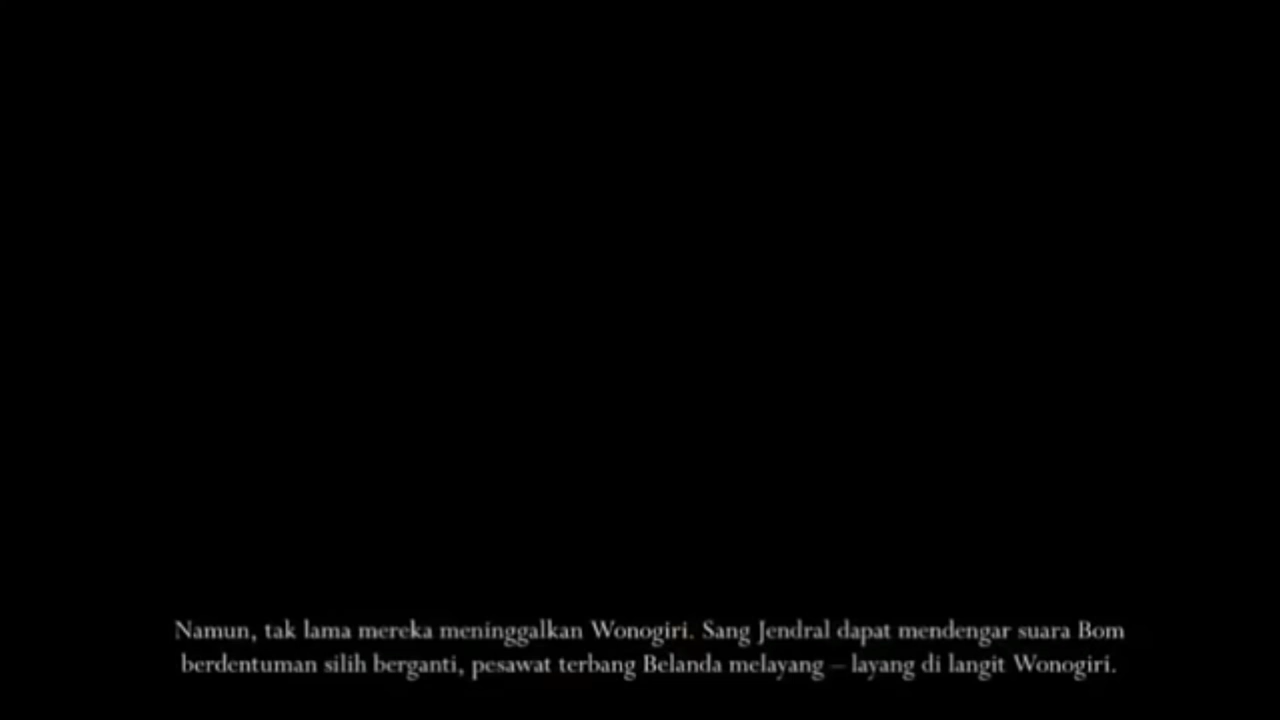 Namun, tak lama mereka meninggalkan Wonogiri. Sang Jendral dapat mendengar suara Bom
berdentuman silih berganti, pesawat terbang Belanda melayang – layang di langit Wonogiri.